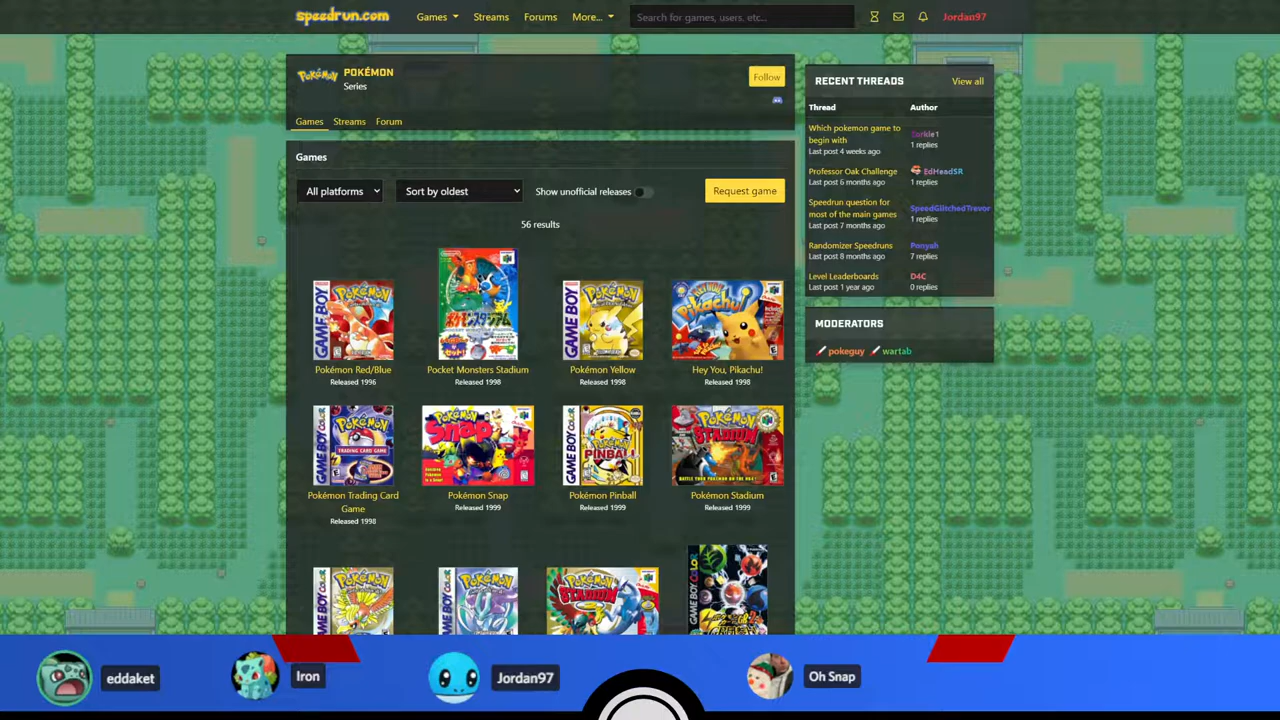 speedrun.com Games Streams Forums More... Search for games, users, etc... Jordan97
POKÉMON
Series
Follow
Games Streams Forum
Games
All platforms Sort by oldest Show unofficial releases Request game
56 results
Pokémon Red/Blue Pocket Monsters Stadium Pokémon Yellow Hey You, Pikachu!
Released 1996 Released 1998 Released 1998 Released 1998
Pokémon Trading Card Game Pokémon Snap Pokémon Pinball Pokémon Stadium
Released 1998 Released 1999 Released 1999 Released 1999
RECENT THREADS View all
Thread Author
Which pokemon game to
begin with
Last post 4 weeks ago
Zarkie1
1 replies
Professor Oak Challenge
Last post 6 months ago
EdHeadSR
1 replies
Speedrun question for
most of the main games
Last post 7 months ago
SpeedGlitchedTrevor
1 replies
Randomizer Speedruns
Last post 8 months ago
Ponyah
7 replies
Level Leaderboards
Last post 1 year ago
D4C
0 replies
MODERATORS
pokeguy wartab
eddaket Iron Jordan97 Oh Snap